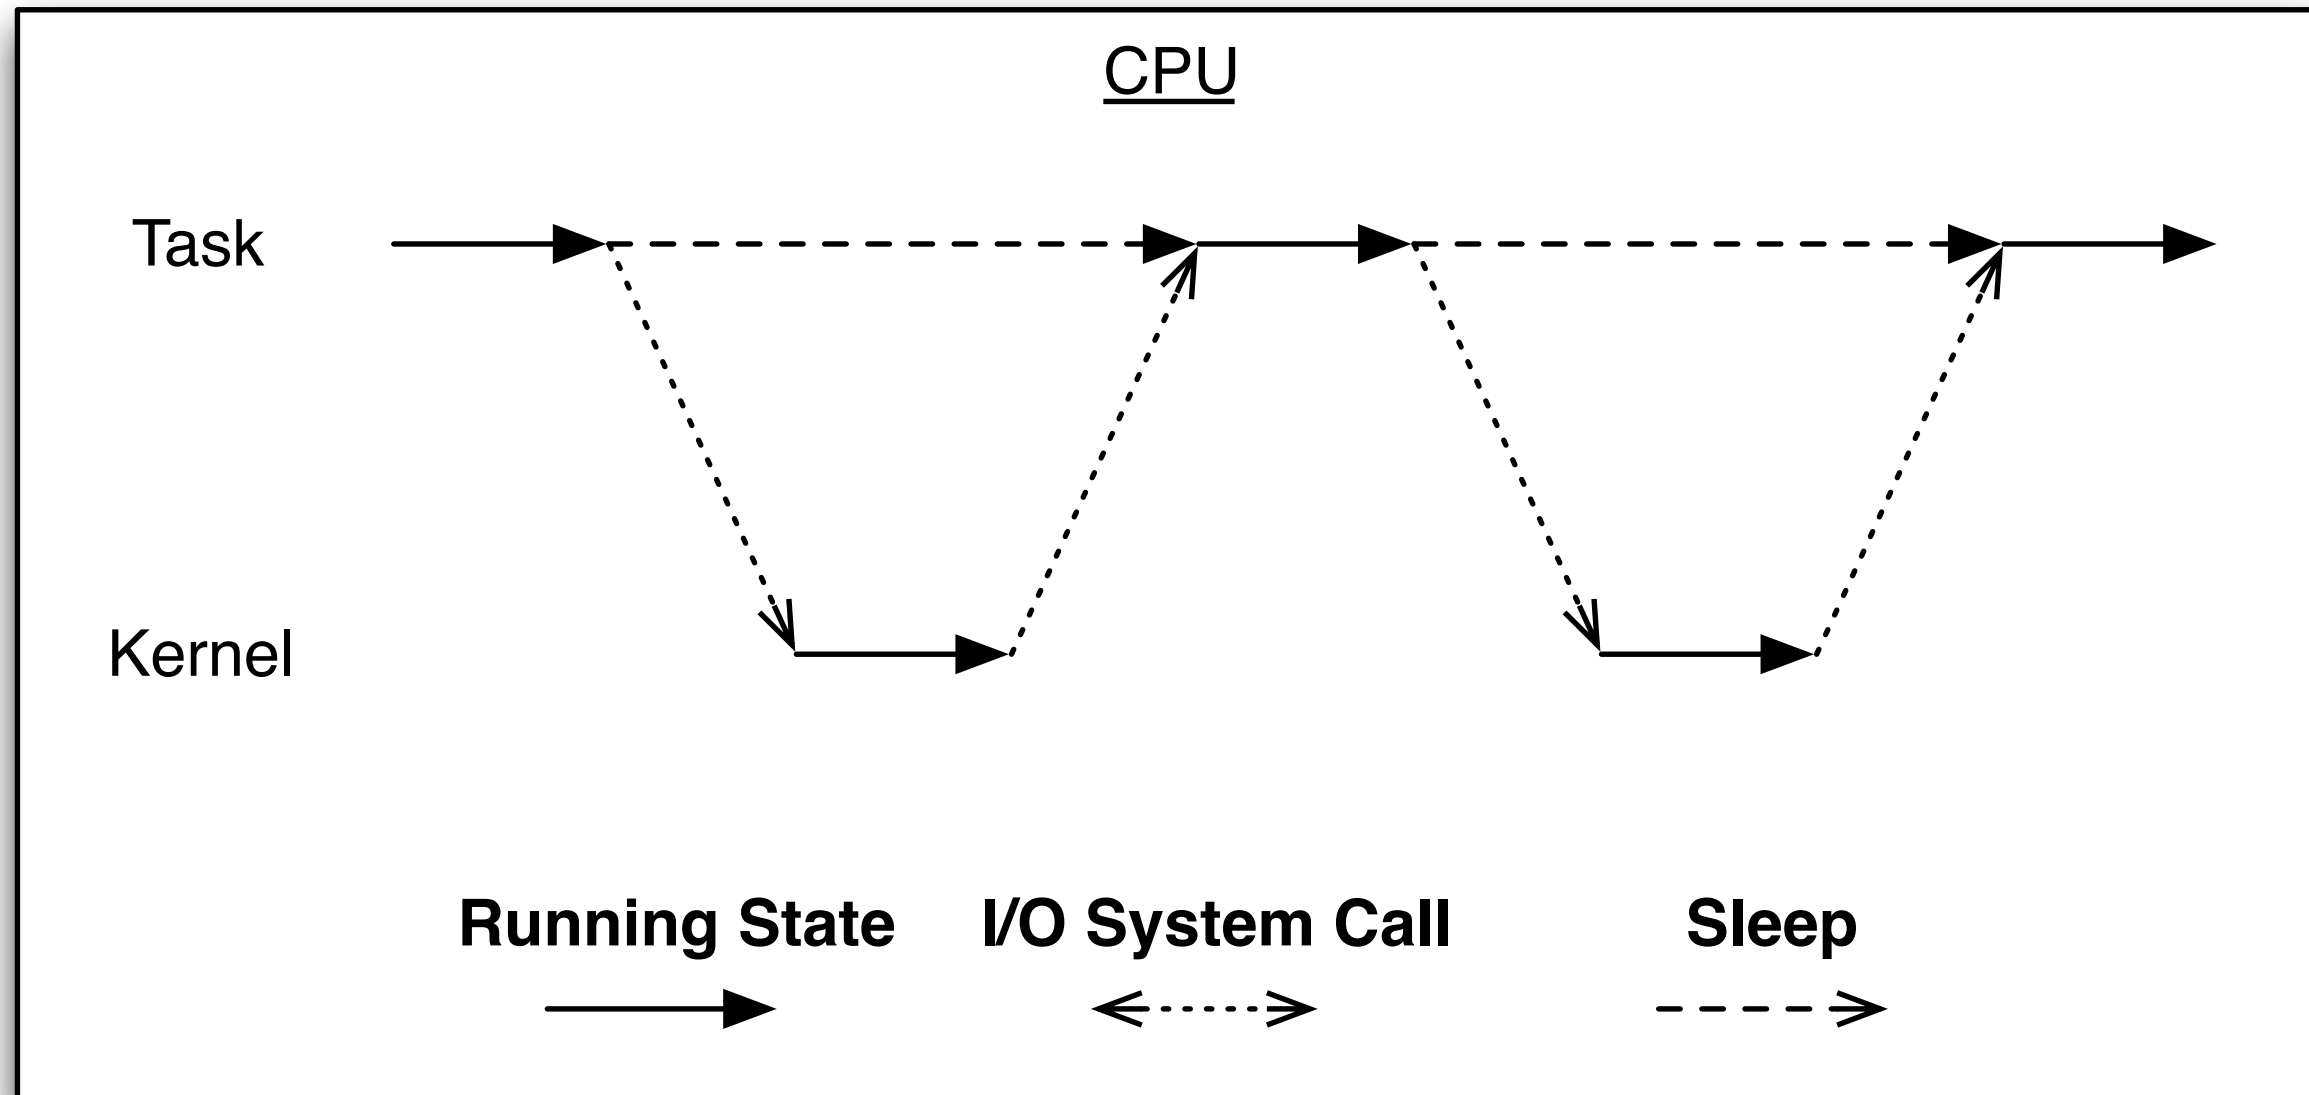 CPU
Task
Kernel
Running State
I/O System Call
Sleep